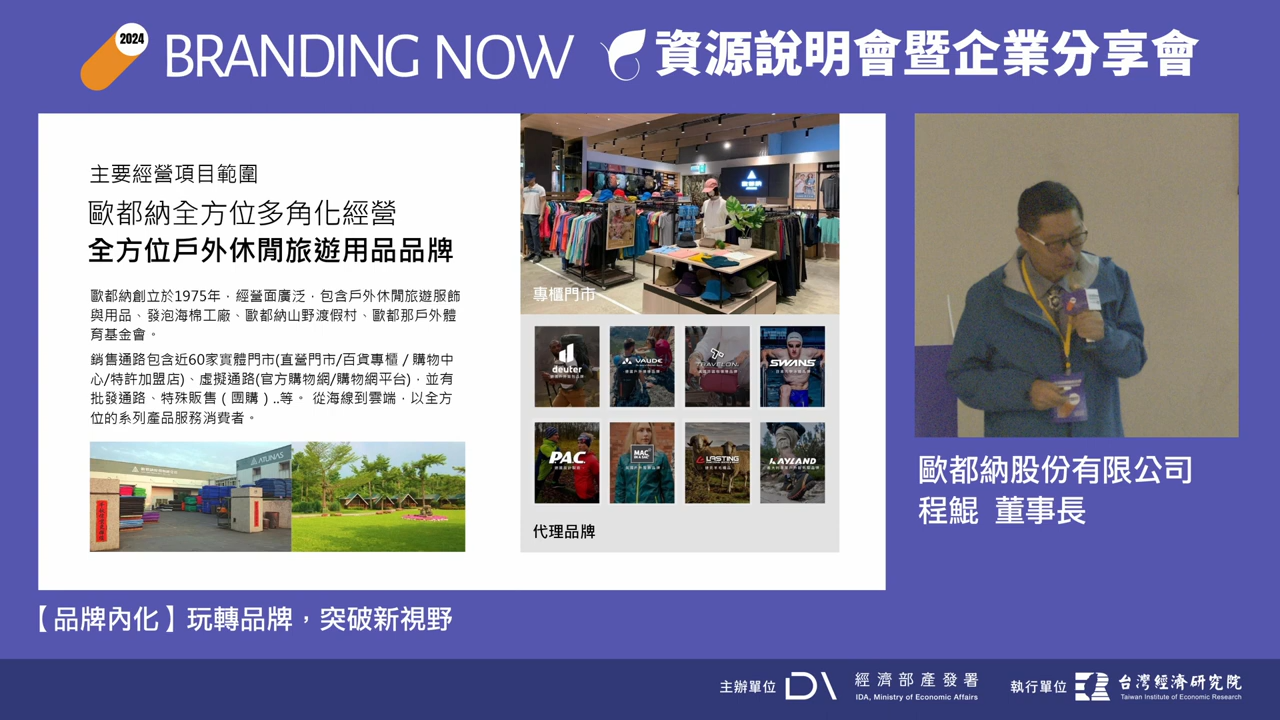 2024
BRANDING NOW
資源說明會暨企業分享會
主要經營項目範圍
歐都納全方位多角化經營
全方位戶外休閒旅遊用品品牌
歐都納創立於1975年，經營面廣泛，包含戶外休閒旅遊服飾
與用品、發泡海棉工廠、歐都納山野渡假村、歐都那戶外體
育基金會。
銷售通路包含近60家實體門市(直營門市/百貨專櫃 / 購物中
心/特許加盟店)、虛擬通路(官方購物網/購物網平台)，並有
批發通路、特殊販售 ( 團購 ) ..等。 從海線到雲端，以全方
位的系列產品服務消費者。
ATUNAS
歐都納
專櫃門市
deuter
VAUDE
TRAVELON
SWANS
P.A.C.
MAC
IN A SAC
LASTING
LAYLAND
代理品牌
歐都納股份有限公司
程鯤 董事長
【品牌內化】玩轉品牌，突破新視野
主辦單位
經濟部產發署
IDA, Ministry of Economic Affairs
執行單位
台灣經濟研究院
Taiwan Institute of Economic Research